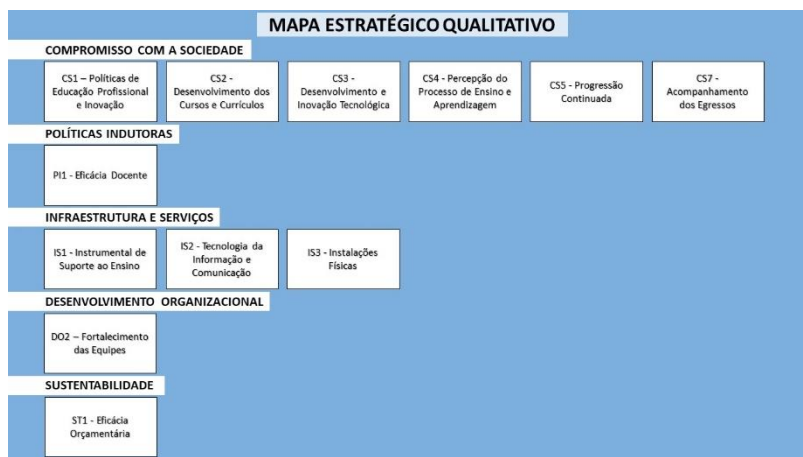 MAPA ESTRATÉGICO QUALITATIVO
COMPROMISSO COM A SOCIEDADE
CS1 – Políticas de
Educação Profissional
e Inovação
CS2 -
Desenvolvimento dos
Cursos e Currículos
CS3 -
Desenvolvimento e
Inovação Tecnológica
CS4 - Percepção do
Processo de Ensino e
Aprendizagem
CS5 - Progressão
Continuada
CS7 -
Acompanhamento
dos Egressos
POLÍTICAS INDUTORAS
PI1 - Eficácia Docente
INFRAESTRUTURA E SERVIÇOS
IS1 - Instrumental de
Suporte ao Ensino
IS2 - Tecnologia da
Informação e
Comunicação
IS3 - Instalações
Físicas
DESENVOLVIMENTO ORGANIZACIONAL
DO2 – Fortalecimento
das Equipes
SUSTENTABILIDADE
ST1 - Eficácia
Orçamentária